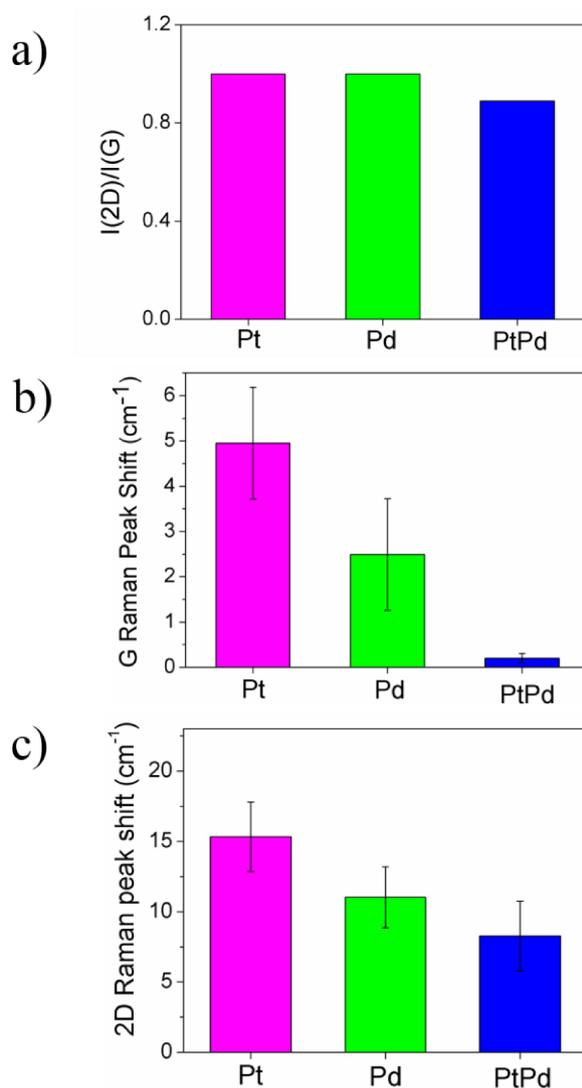 a)
I(2D)/I(G)
1.2
0.8
0.4
0.0
Pt Pd PtPd
b)
G Raman Peak Shift (cm⁻¹)
6
5
4
3
2
1
0
Pt Pd PtPd
c)
2D Raman peak shift (cm⁻¹)
20
15
10
5
0
Pt Pd PtPd